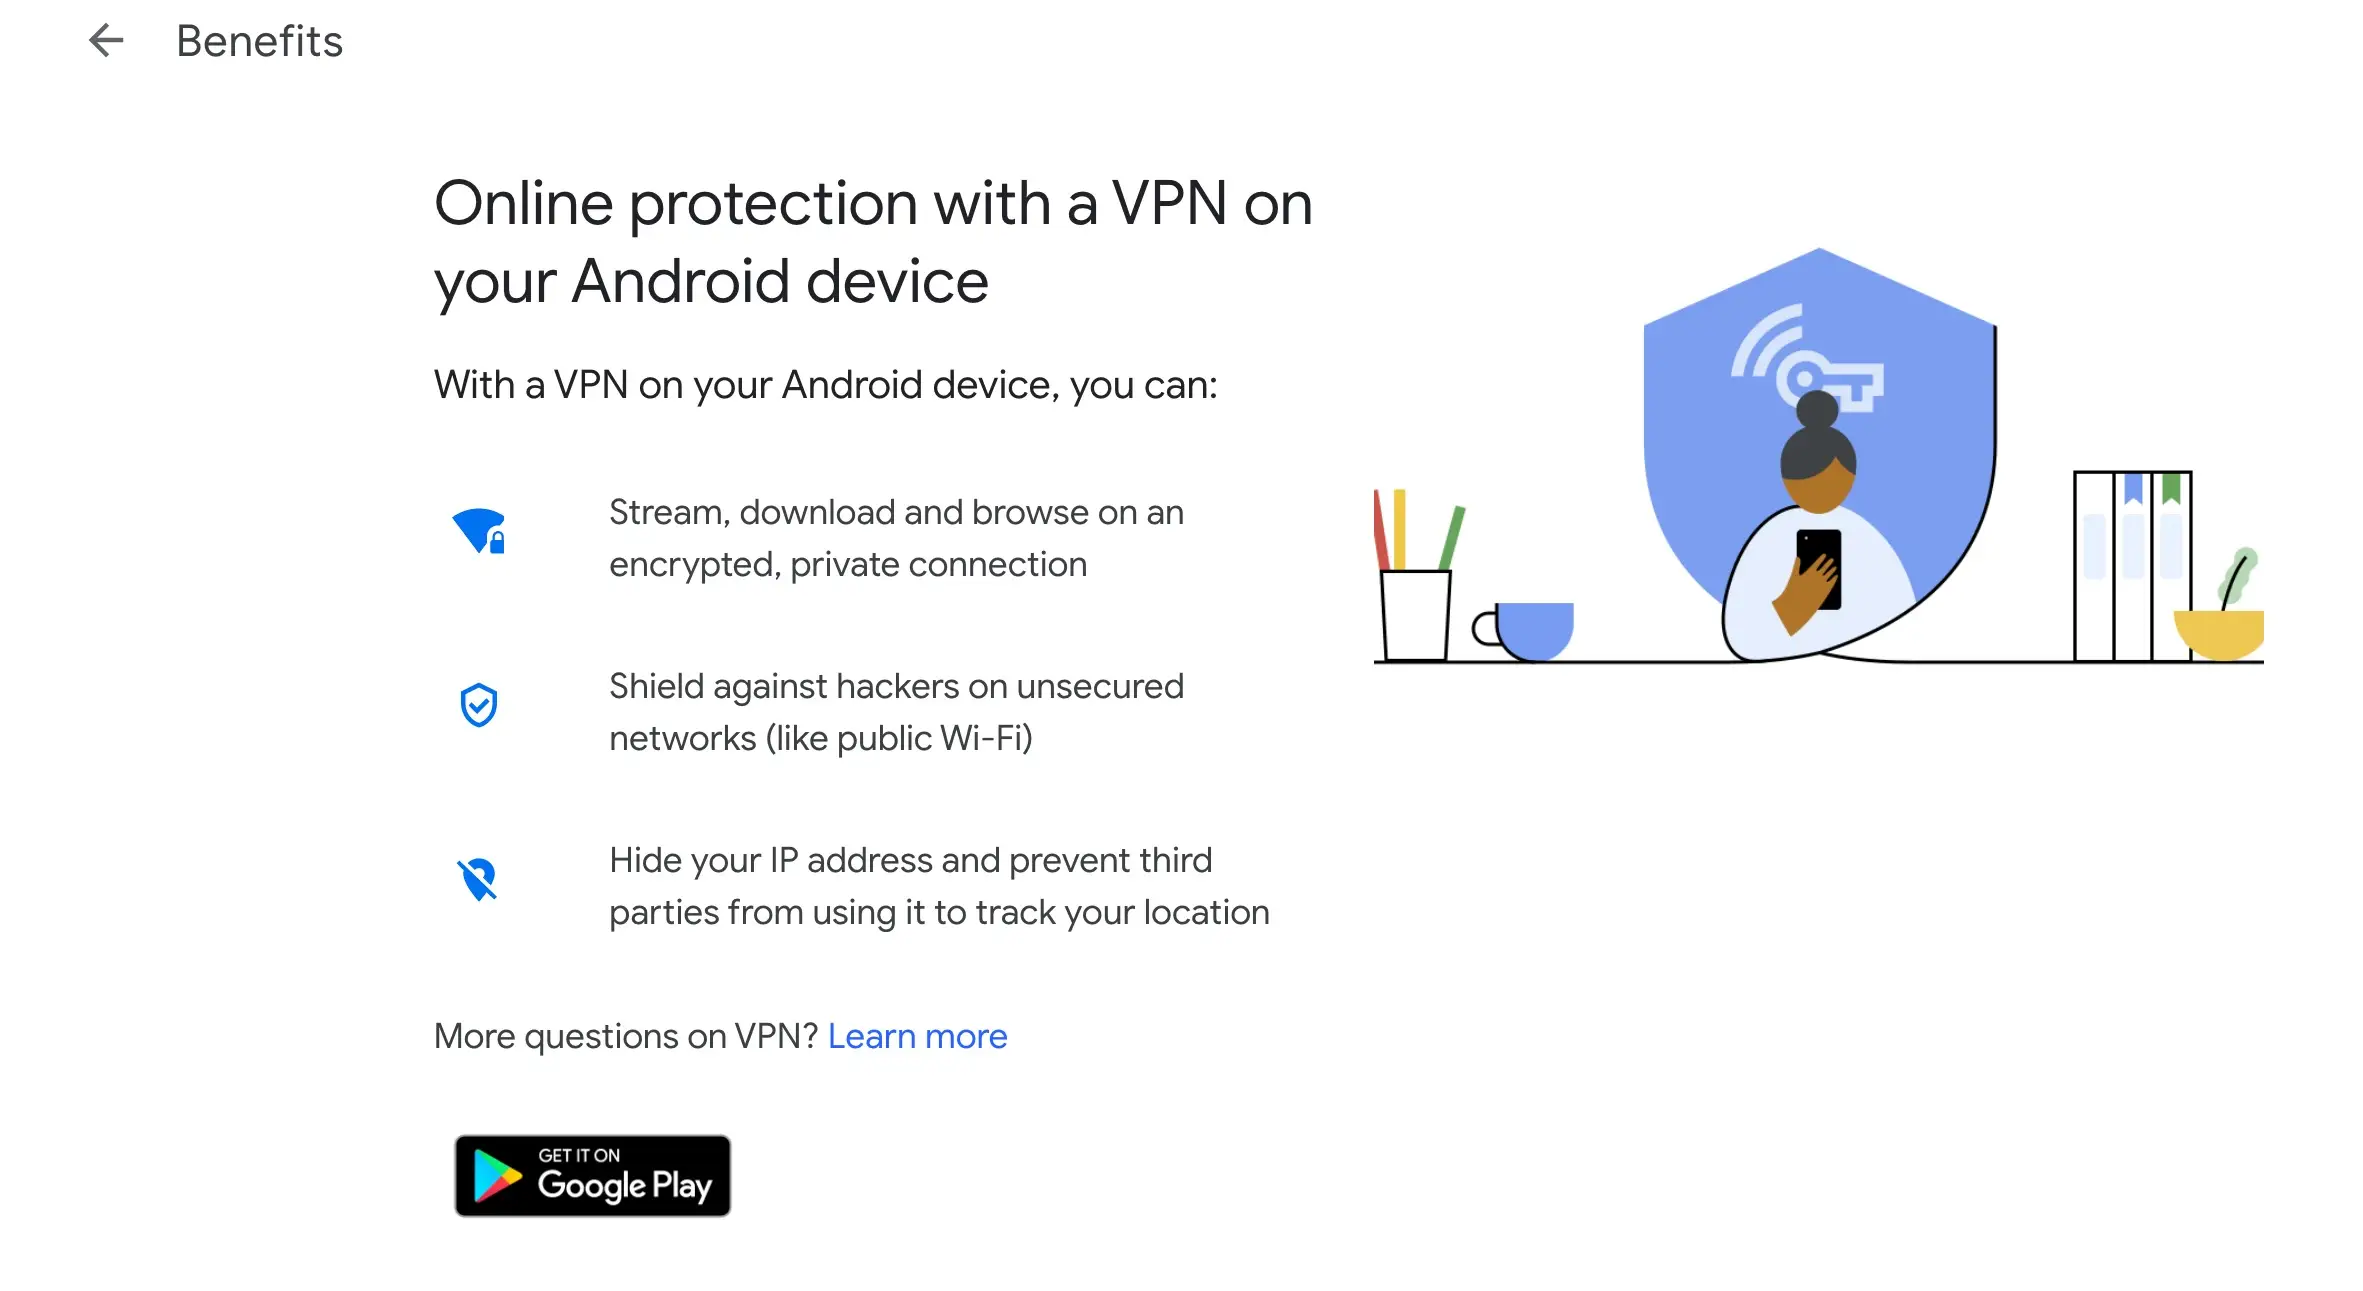 Benefits
Online protection with a VPN on
your Android device
With a VPN on your Android device, you can:
Stream, download and browse on an
encrypted, private connection
Shield against hackers on unsecured
networks (like public Wi-Fi)
Hide your IP address and prevent third
parties from using it to track your location
More questions on VPN? Learn more
GET IT ON
Google Play